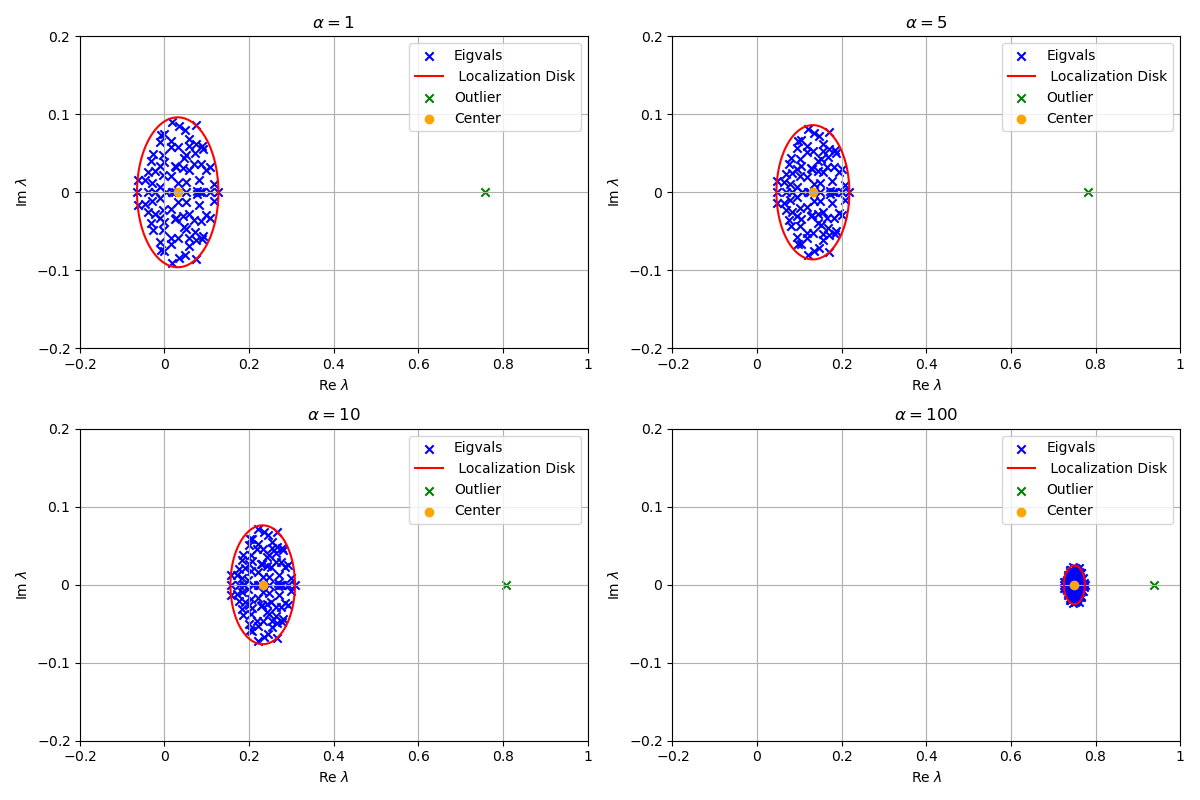 α = 1
0.2
0.1
0
−0.1
−0.2
Im λ
−0.2
0
0.2
0.4
0.6
0.8
1
Re λ
Eigvals
Localization Disk
Outlier
Center
α = 5
0.2
0.1
0
−0.1
−0.2
Im λ
−0.2
0
0.2
0.4
0.6
0.8
1
Re λ
Eigvals
Localization Disk
Outlier
Center
α = 10
0.2
0.1
0
−0.1
−0.2
Im λ
−0.2
0
0.2
0.4
0.6
0.8
1
Re λ
Eigvals
Localization Disk
Outlier
Center
α = 100
0.2
0.1
0
−0.1
−0.2
Im λ
−0.2
0
0.2
0.4
0.6
0.8
1
Re λ
Eigvals
Localization Disk
Outlier
Center